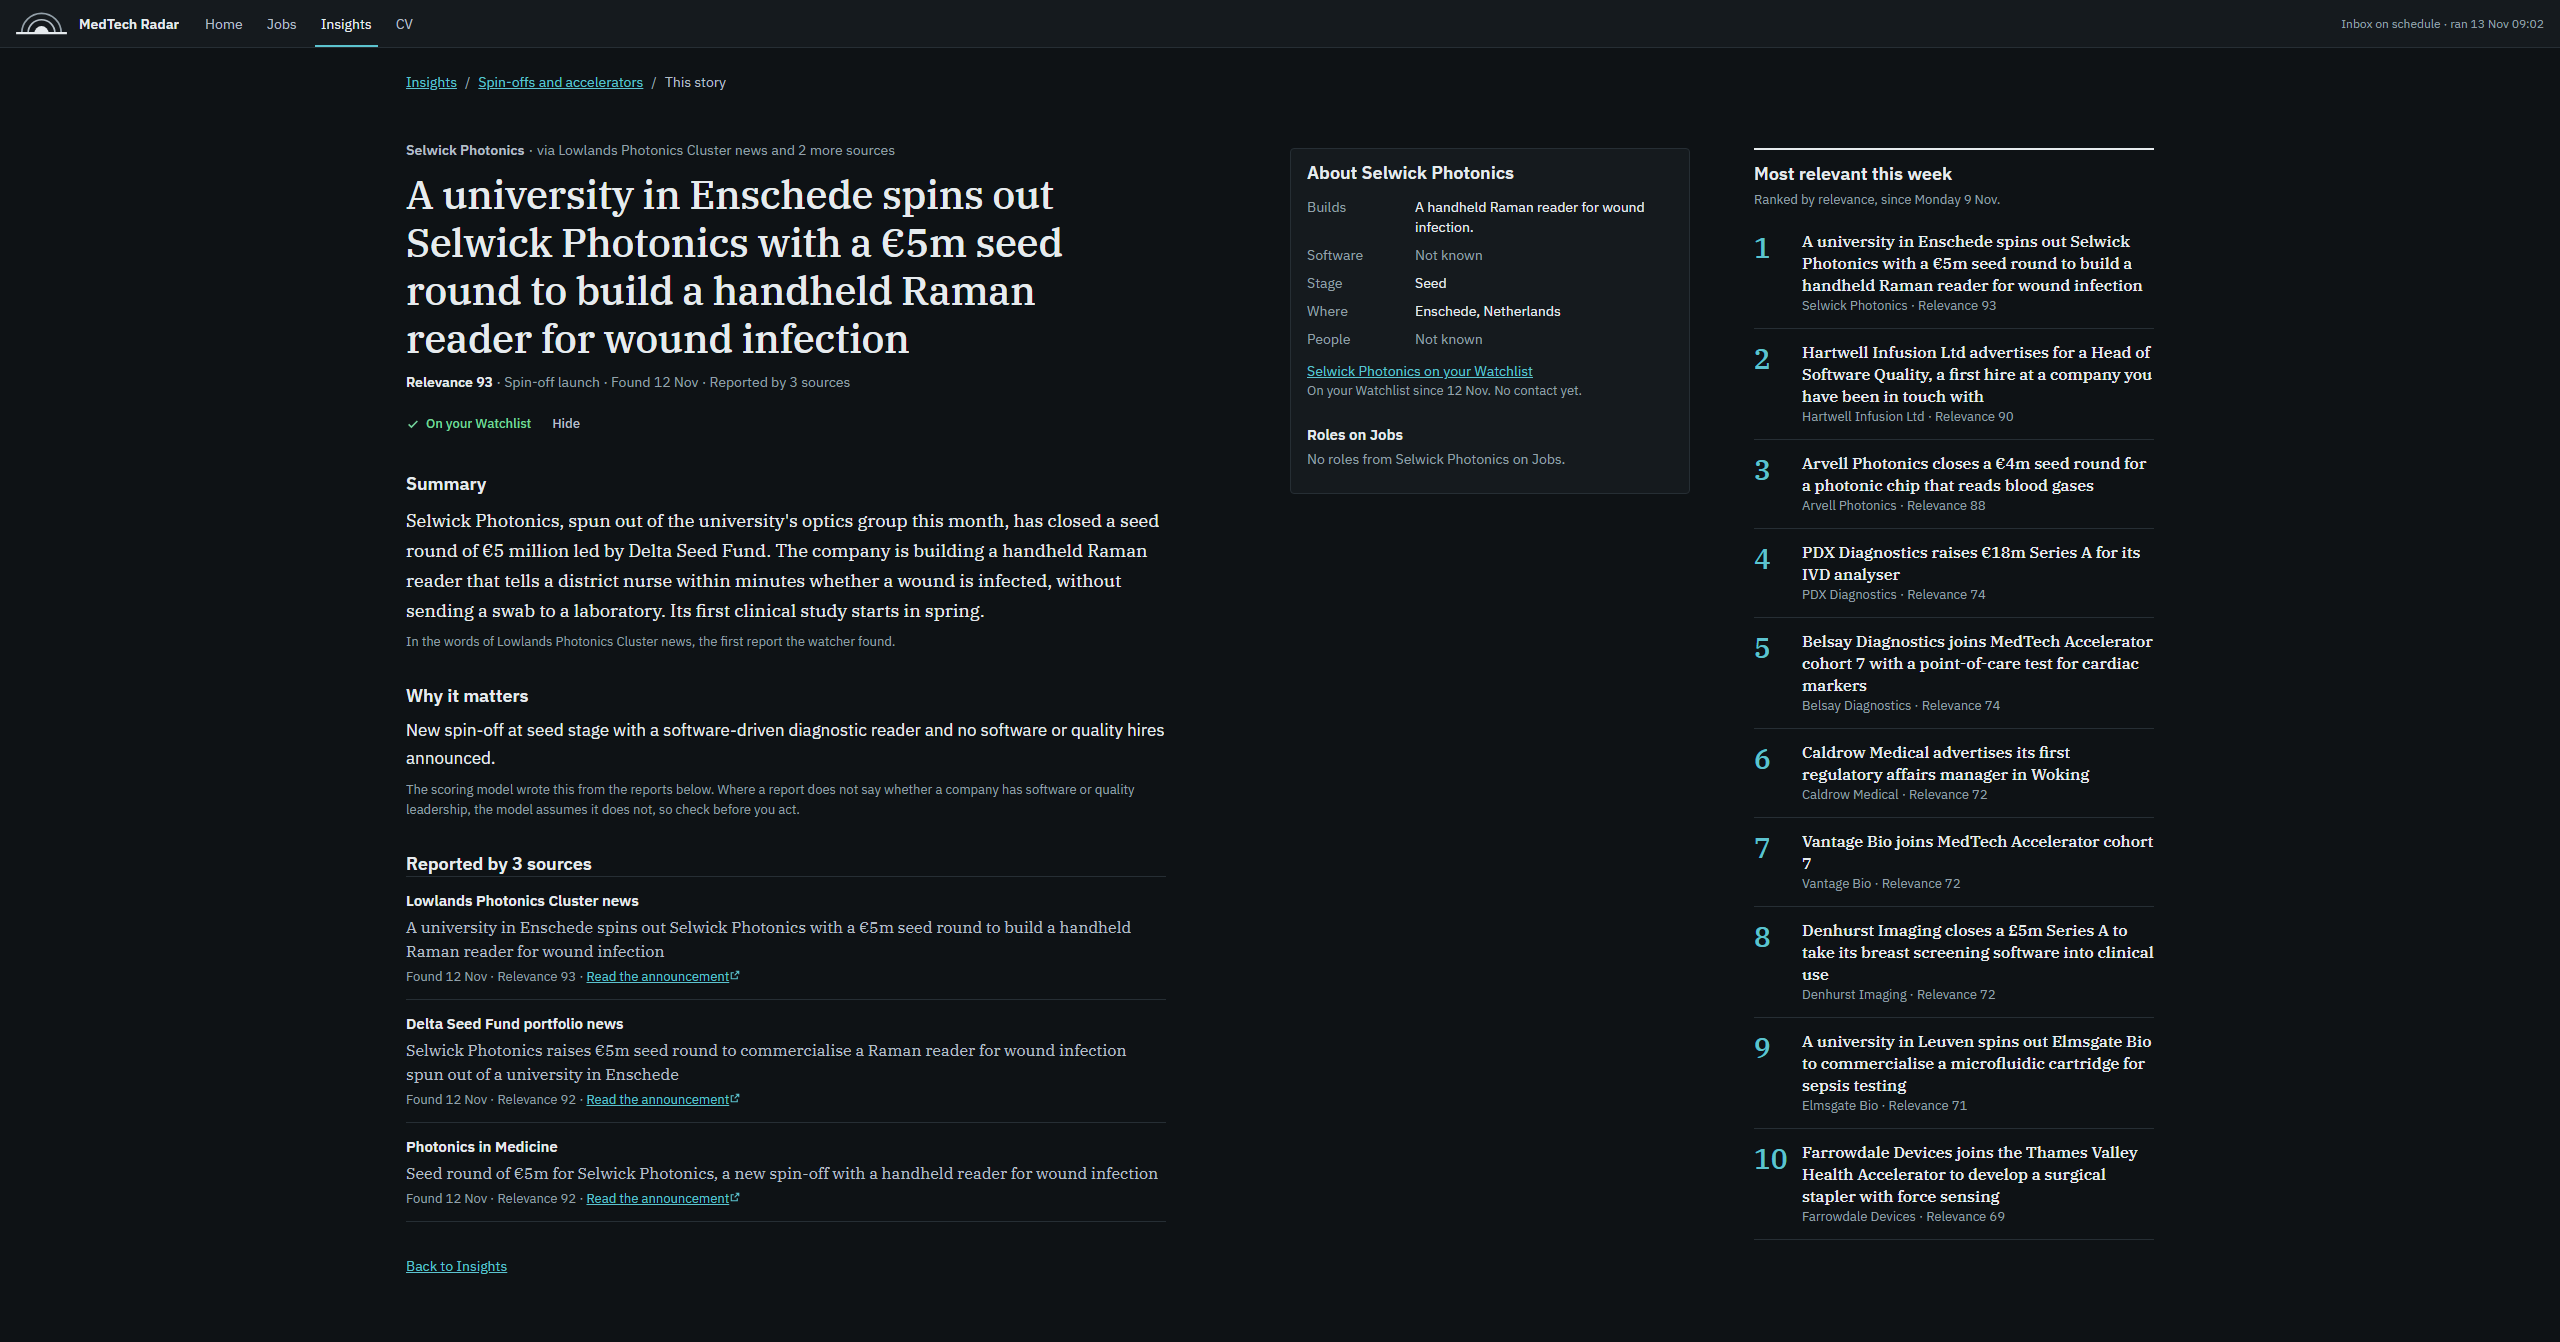 MedTech Radar
Home
Jobs
Insights
CV
Inbox on schedule · ran 13 Nov 09:02
Insights / Spin-offs and accelerators / This story
Selwick Photonics · via Lowlands Photonics Cluster news and 2 more sources
A university in Enschede spins out
Selwick Photonics with a €5m seed
round to build a handheld Raman
reader for wound infection
Relevance 93 · Spin-off launch · Found 12 Nov · Reported by 3 sources
On your Watchlist
Hide
Summary
Selwick Photonics, spun out of the university's optics group this month, has closed a seed
round of €5 million led by Delta Seed Fund. The company is building a handheld Raman
reader that tells a district nurse within minutes whether a wound is infected, without
sending a swab to a laboratory. Its first clinical study starts in spring.
In the words of Lowlands Photonics Cluster news, the first report the watcher found.
Why it matters
New spin-off at seed stage with a software-driven diagnostic reader and no software or quality hires
announced.
The scoring model wrote this from the reports below. Where a report does not say whether a company has software or quality
leadership, the model assumes it does not, so check before you act.
Reported by 3 sources
Lowlands Photonics Cluster news
A university in Enschede spins out Selwick Photonics with a €5m seed round to build a handheld
Raman reader for wound infection
Found 12 Nov · Relevance 93 · Read the announcement
Delta Seed Fund portfolio news
Selwick Photonics raises €5m seed round to commercialise a Raman reader for wound infection
spun out of a university in Enschede
Found 12 Nov · Relevance 92 · Read the announcement
Photonics in Medicine
Seed round of €5m for Selwick Photonics, a new spin-off with a handheld reader for wound infection
Found 12 Nov · Relevance 92 · Read the announcement
Back to Insights
About Selwick Photonics
Builds
A handheld Raman reader for wound
infection.
Software
Not known
Stage
Seed
Where
Enschede, Netherlands
People
Not known
Selwick Photonics on your Watchlist
On your Watchlist since 12 Nov. No contact yet.
Roles on Jobs
No roles from Selwick Photonics on Jobs.
Most relevant this week
Ranked by relevance, since Monday 9 Nov.
1
A university in Enschede spins out Selwick
Photonics with a €5m seed round to build a
handheld Raman reader for wound infection
Selwick Photonics · Relevance 93
2
Hartwell Infusion Ltd advertises for a Head of
Software Quality, a first hire at a company you
have been in touch with
Hartwell Infusion Ltd · Relevance 90
3
Arvell Photonics closes a €4m seed round for
a photonic chip that reads blood gases
Arvell Photonics · Relevance 88
4
PDX Diagnostics raises €18m Series A for its
IVD analyser
PDX Diagnostics · Relevance 74
5
Belsay Diagnostics joins MedTech Accelerator
cohort 7 with a point-of-care test for cardiac
markers
Belsay Diagnostics · Relevance 74
6
Caldrow Medical advertises its first
regulatory affairs manager in Woking
Caldrow Medical · Relevance 72
7
Vantage Bio joins MedTech Accelerator cohort
7
Vantage Bio · Relevance 72
8
Denhurst Imaging closes a £5m Series A to
take its breast screening software into clinical
use
Denhurst Imaging · Relevance 72
9
A university in Leuven spins out Elmsgate Bio
to commercialise a microfluidic cartridge for
sepsis testing
Elmsgate Bio · Relevance 71
10
Farrowdale Devices joins the Thames Valley
Health Accelerator to develop a surgical
stapler with force sensing
Farrowdale Devices · Relevance 69